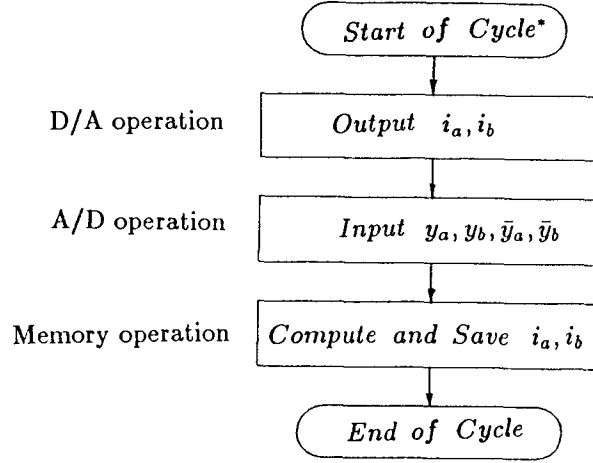 Start of Cycle*
D/A operation Output i_a, i_b
A/D operation Input y_a, y_b, ȳ_a, ȳ_b
Memory operation Compute and Save i_a, i_b
End of Cycle